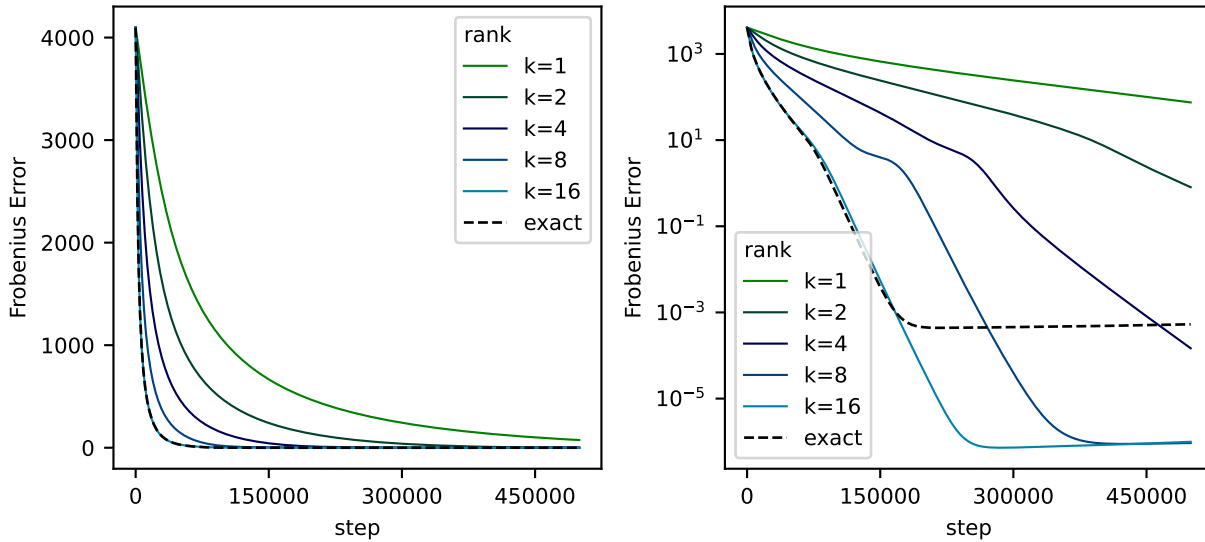 Frobenius Error
4000
3000
2000
1000
0
0 150000 300000 450000
step
rank
k=1
k=2
k=4
k=8
k=16
exact
Frobenius Error
10³
10¹
10⁻¹
10⁻³
10⁻⁵
0 150000 300000 450000
step
rank
k=1
k=2
k=4
k=8
k=16
exact